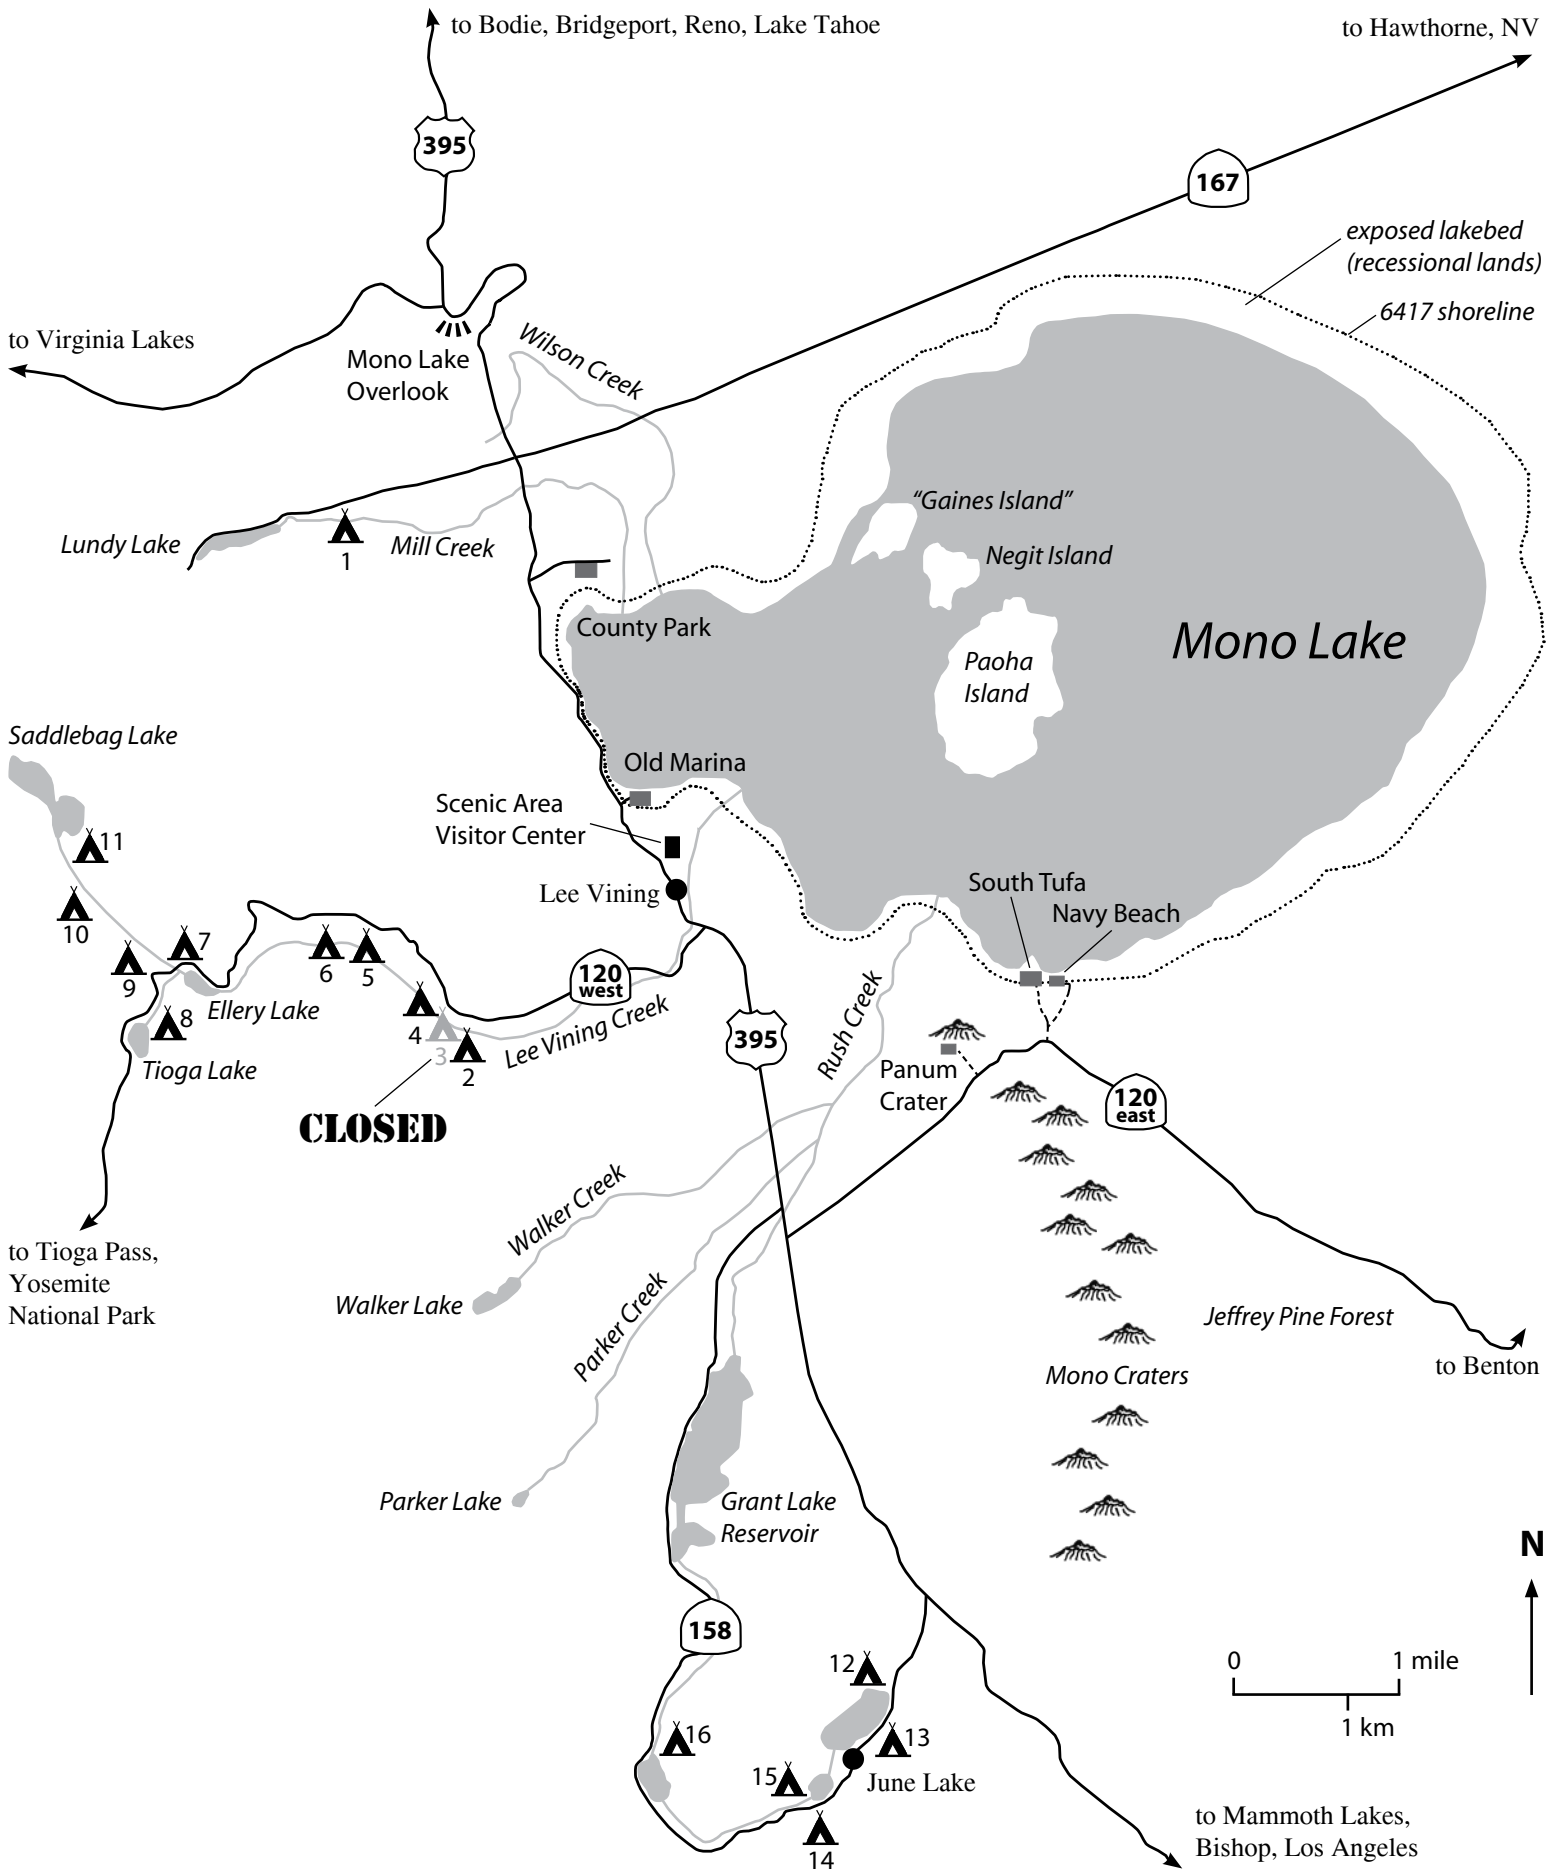 to Bodie, Bridgeport, Reno, Lake Tahoe
to Hawthorne, NV
395
167
exposed lakebed
(recessional lands)
6417 shoreline
to Virginia Lakes
Mono Lake
Overlook
Wilson Creek
"Gaines Island"
Lundy Lake
1
Mill Creek
Negit Island
County Park
Mono Lake
Paoha
Island
Saddlebag Lake
Old Marina
Scenic Area
Visitor Center
11
Lee Vining
South Tufa
Navy Beach
10
7
6
5
9
120
west
Ellery Lake
8
4
3
2
Lee Vining Creek
Rush Creek
395
Tioga Lake
Panum
Crater
120
east
CLOSED
Walker Creek
to Tioga Pass,
Yosemite
National Park
Walker Lake
Parker Creek
Jeffrey Pine Forest
to Benton
Mono Craters
Parker Lake
Grant Lake
Reservoir
N
158
12
0
1 mile
1 km
16
13
15
June Lake
14
to Mammoth Lakes,
Bishop, Los Angeles